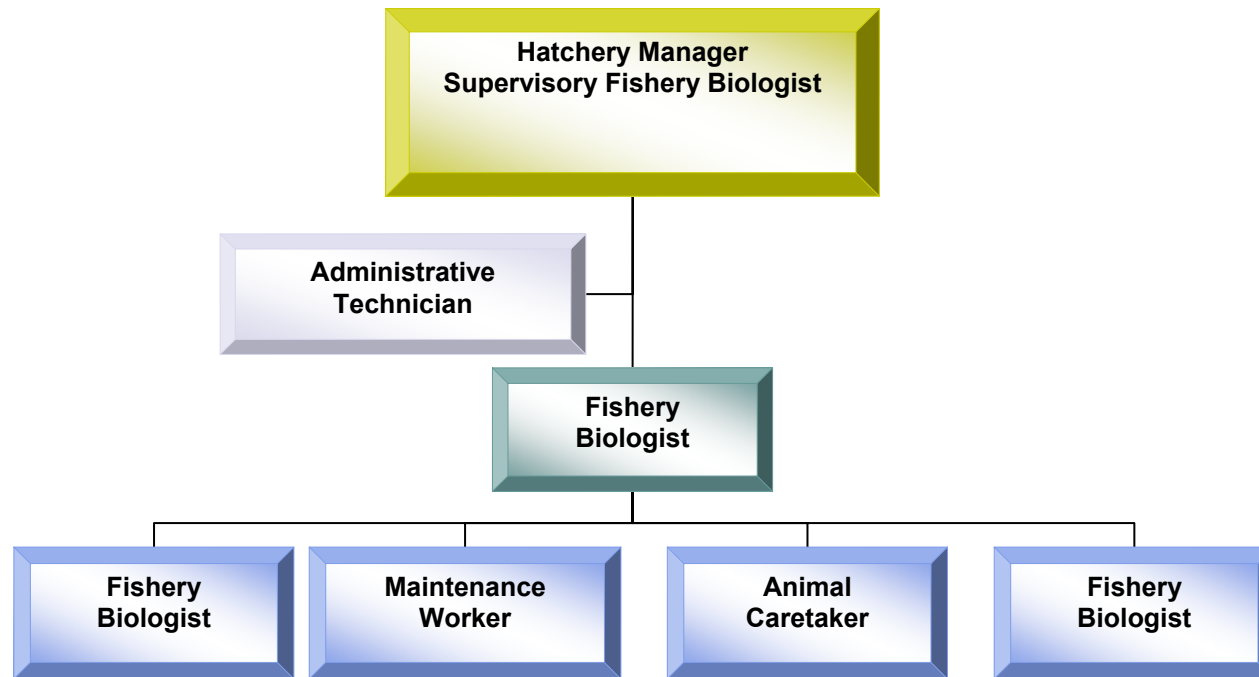 Hatchery Manager
Supervisory Fishery Biologist
Administrative
Technician
Fishery
Biologist
Fishery
Biologist
Maintenance
Worker
Animal
Caretaker
Fishery
Biologist